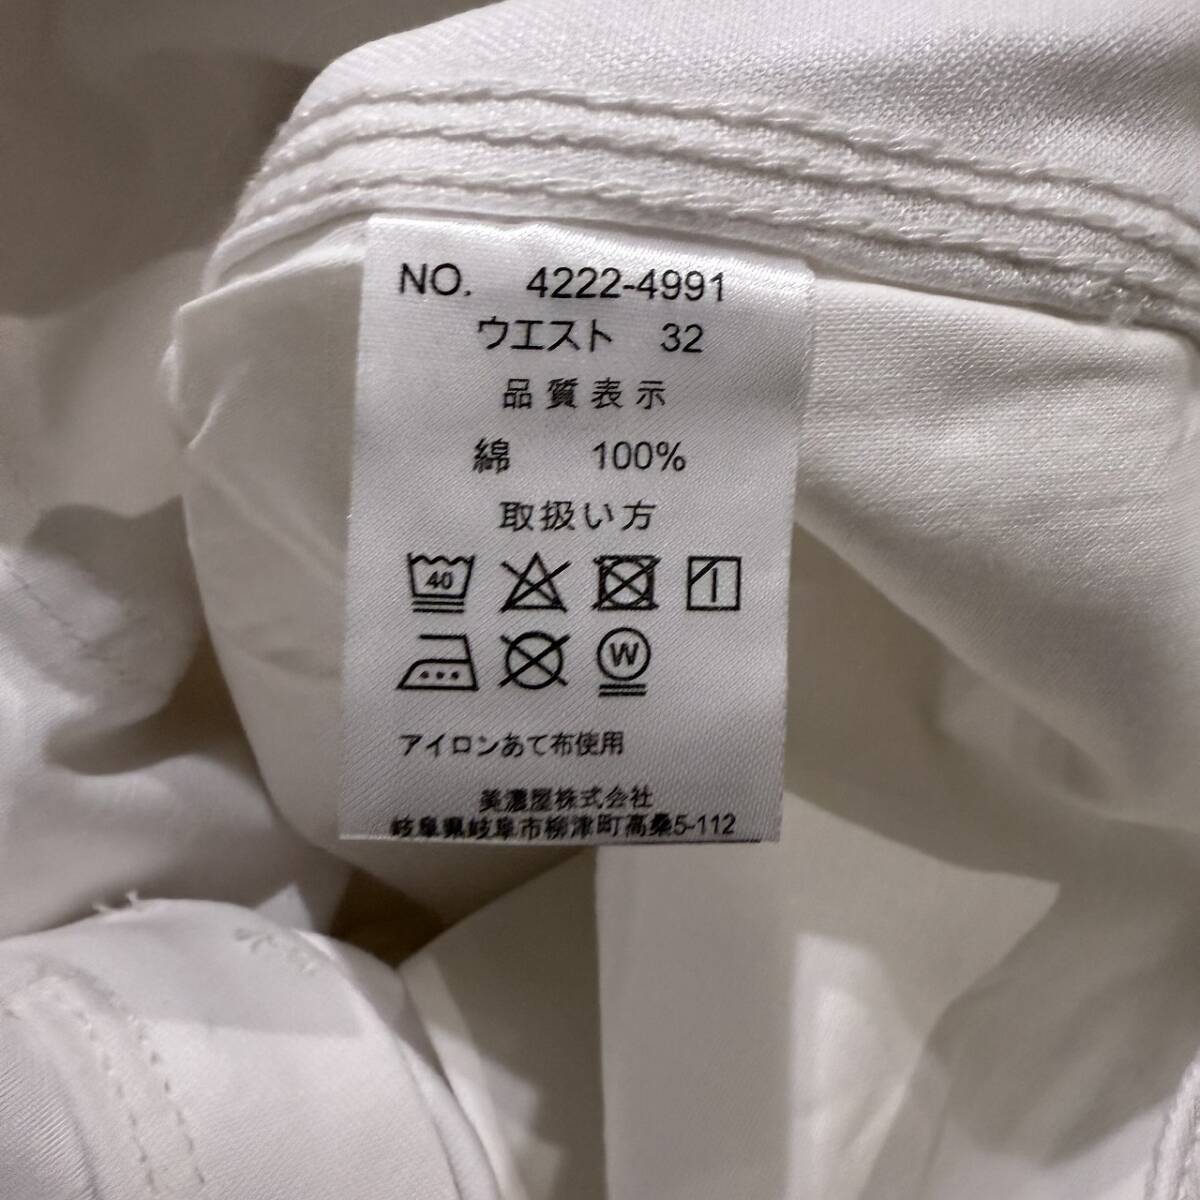 NO. 4222-4991
ウエスト 32
品質表示
綿 100%
取扱い方
40
W
アイロンあて布使用
美濃屋株式会社
岐阜県岐阜市柳津町高桑5-112